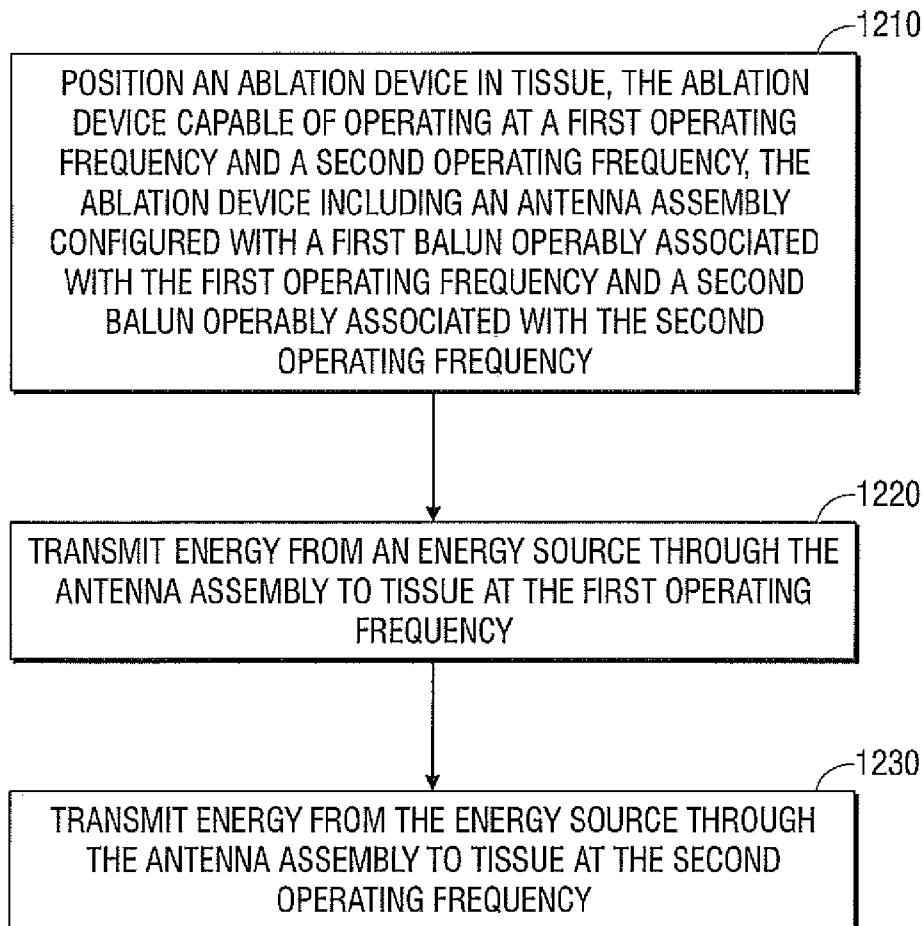 1210
POSITION AN ABLATION DEVICE IN TISSUE, THE ABLATION
DEVICE CAPABLE OF OPERATING AT A FIRST OPERATING
FREQUENCY AND A SECOND OPERATING FREQUENCY, THE
ABLATION DEVICE INCLUDING AN ANTENNA ASSEMBLY
CONFIGURED WITH A FIRST BALUN OPERABLY ASSOCIATED
WITH THE FIRST OPERATING FREQUENCY AND A SECOND
BALUN OPERABLY ASSOCIATED WITH THE SECOND
OPERATING FREQUENCY
1220
TRANSMIT ENERGY FROM AN ENERGY SOURCE THROUGH THE
ANTENNA ASSEMBLY TO TISSUE AT THE FIRST OPERATING
FREQUENCY
1230
TRANSMIT ENERGY FROM THE ENERGY SOURCE THROUGH
THE ANTENNA ASSEMBLY TO TISSUE AT THE SECOND
OPERATING FREQUENCY